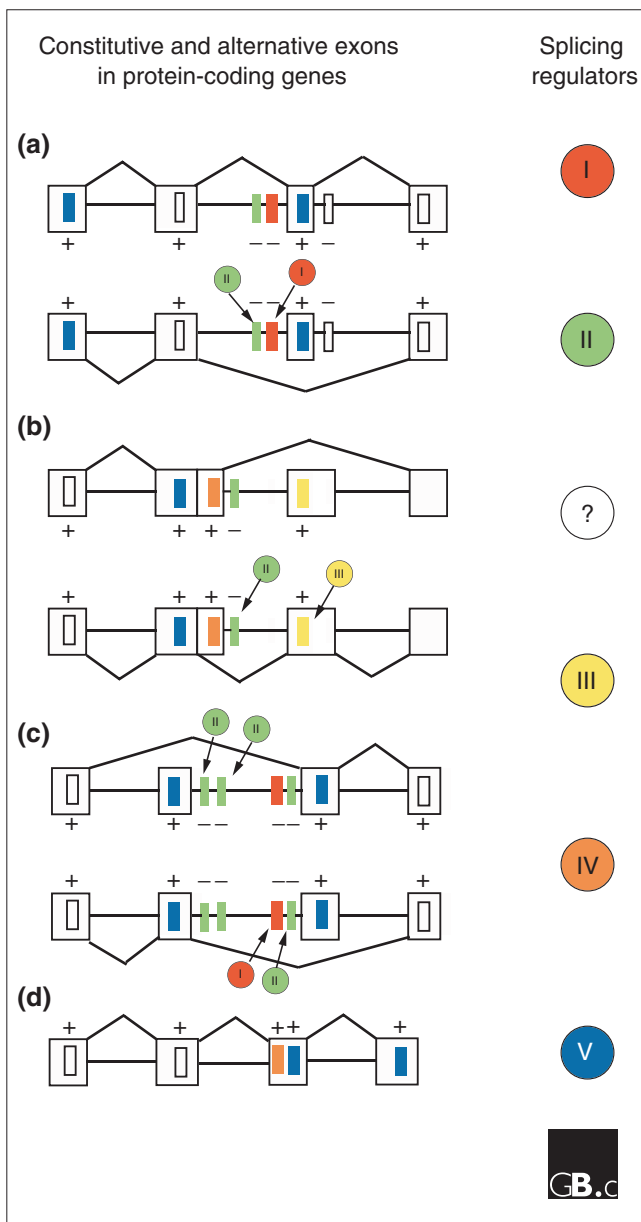 Constitutive and alternative exons
in protein-coding genes
Splicing
regulators
(a)
+ + – – + – +
I
II I
+ + – – + – +
II
(b)
+ + + – +
?
II III
+ + + – +
III
(c)
II II
+ + – – – – +  +
+ + – – – – + +
IV
I II
(d)
+ + + + +
V
GB.c